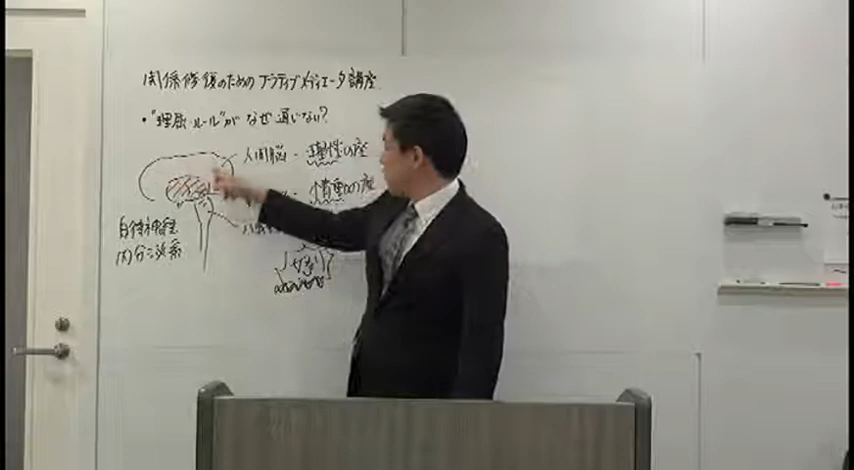 関係修復のための プラティブメディエータ講座
・"理屈・ルール"が なぜ 通じない?
人間脳 - 理性の座
- 情動の座
自律神経
内分泌系